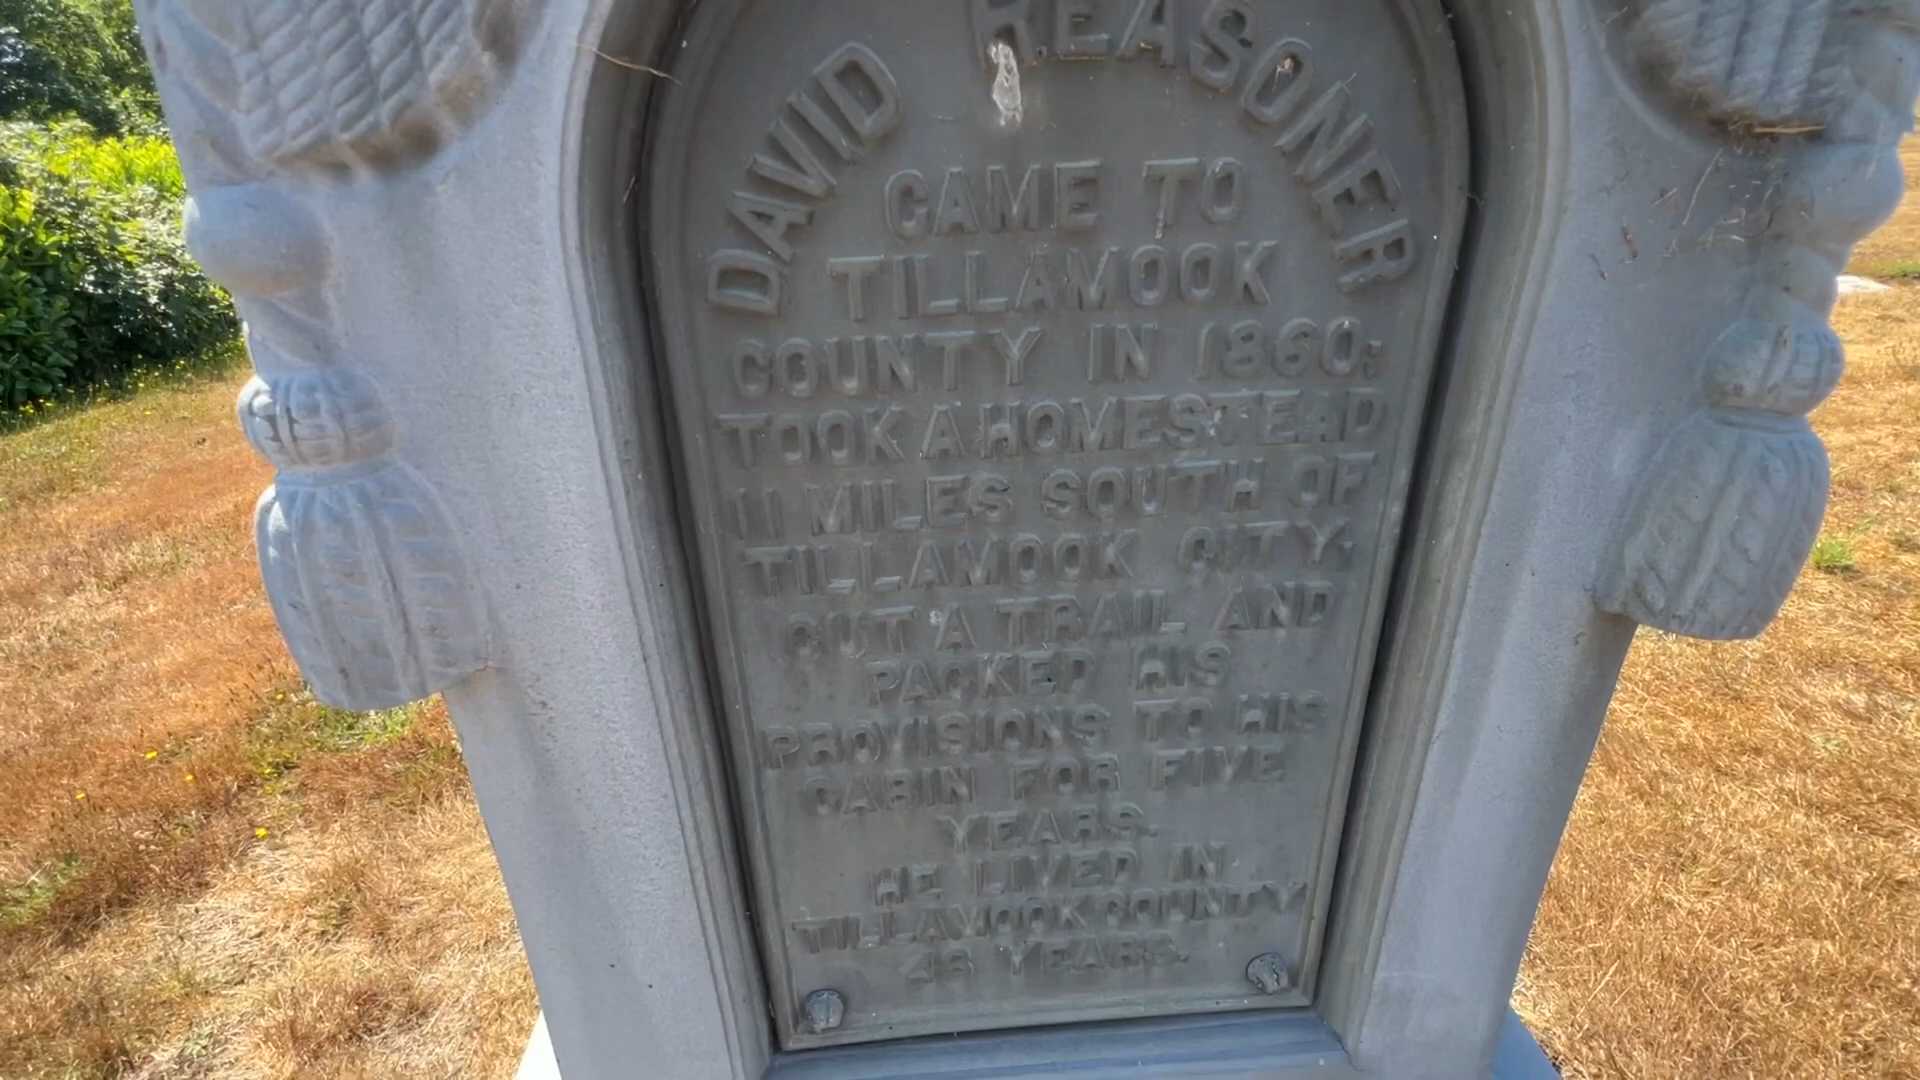 DAVID REASONER
CAME TO
TILLAMOOK
COUNTY IN 1860;
TOOK A HOMESTEAD
11 MILES SOUTH OF
TILLAMOOK CITY;
CUT A TRAIL AND
PACKED HIS
PROVISIONS TO HIS
CABIN FOR FIVE
YEARS.
HE LIVED IN
TILLAMOOK COUNTY
48 YEARS.